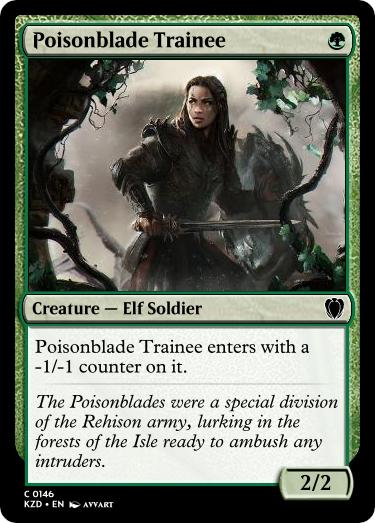 Poisonblade Trainee
Creature — Elf Soldier
Poisonblade Trainee enters with a
-1/-1 counter on it.
The Poisonblades were a special division
of the Rehison army, lurking in the
forests of the Isle ready to ambush any
intruders.
2/2
C 0146
KZD • EN AVVART